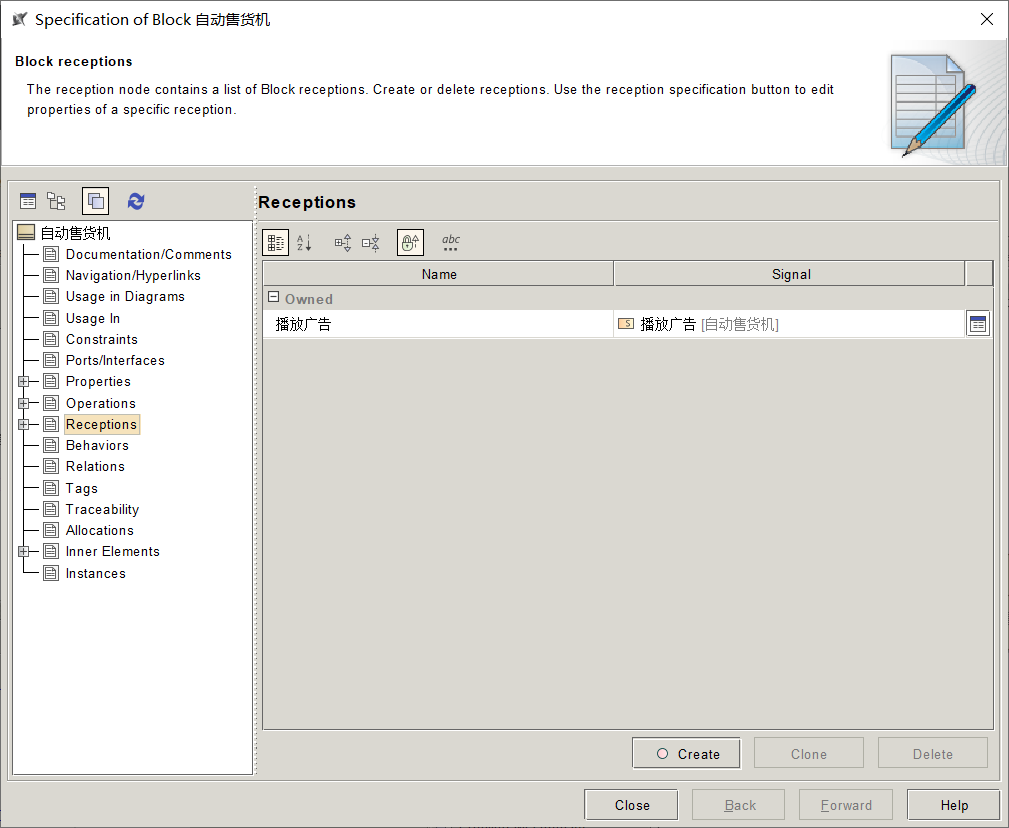 Specification of Block 自动售货机
Block receptions
The reception node contains a list of Block receptions. Create or delete receptions. Use the reception specification button to edit
properties of a specific reception.
自动售货机
Documentation/Comments
Navigation/Hyperlinks
Usage in Diagrams
Usage In
Constraints
Ports/Interfaces
Properties
Operations
Receptions
Behaviors
Relations
Tags
Traceability
Allocations
Inner Elements
Instances
Receptions
A
Z
abc
Name Signal
Owned
播放广告 S 播放广告 [自动售货机]
Create Clone Delete
Close Back Forward Help